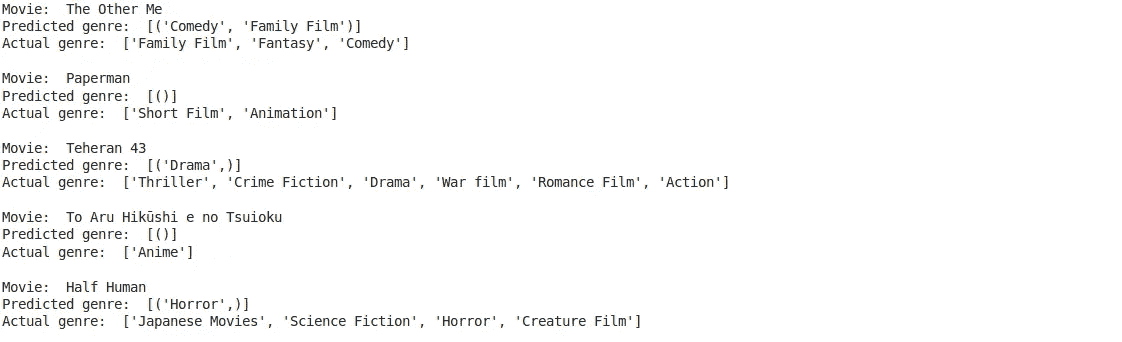 Movie:  The Other Me
Predicted genre:  [('Comedy', 'Family Film')]
Actual genre:  ['Family Film', 'Fantasy', 'Comedy']
Movie:  Paperman
Predicted genre:  [()]
Actual genre:  ['Short Film', 'Animation']
Movie:  Teheran 43
Predicted genre:  [('Drama',)]
Actual genre:  ['Thriller', 'Crime Fiction', 'Drama', 'War film', 'Romance Film', 'Action']
Movie:  To Aru Hikūshi e no Tsuioku
Predicted genre:  [()]
Actual genre:  ['Anime']
Movie:  Half Human
Predicted genre:  [('Horror',)]
Actual genre:  ['Japanese Movies', 'Science Fiction', 'Horror', 'Creature Film']